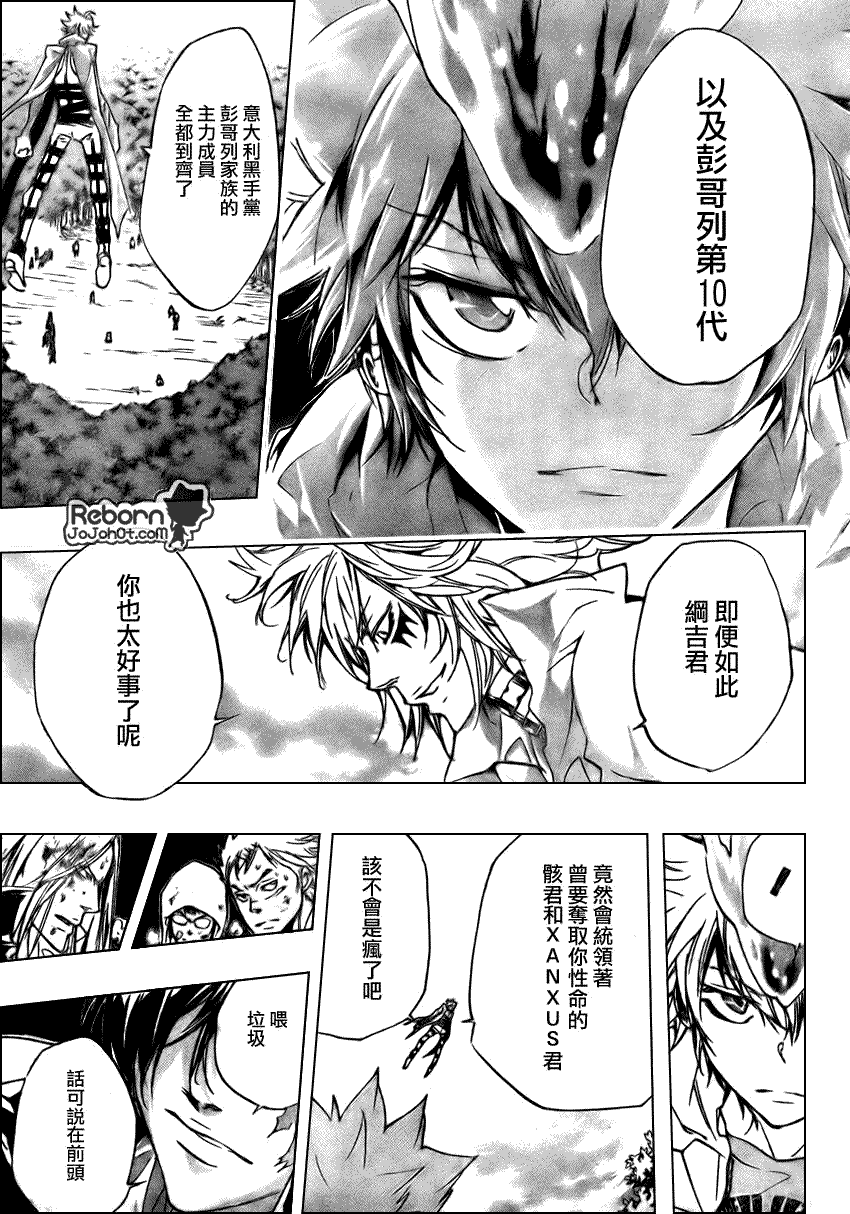 以及彭哥列第10代
意大利黑手黨
彭哥列家族的
主力成員
全都到齊了
Reborn
JoJoHOt.com
即便如此
綱吉君
你也太好事了呢
！
竟然會統領著
曾要奪取你性命的
骸君和XANXUS君
該不會是瘋了吧
喂
垃圾
話可説在前頭